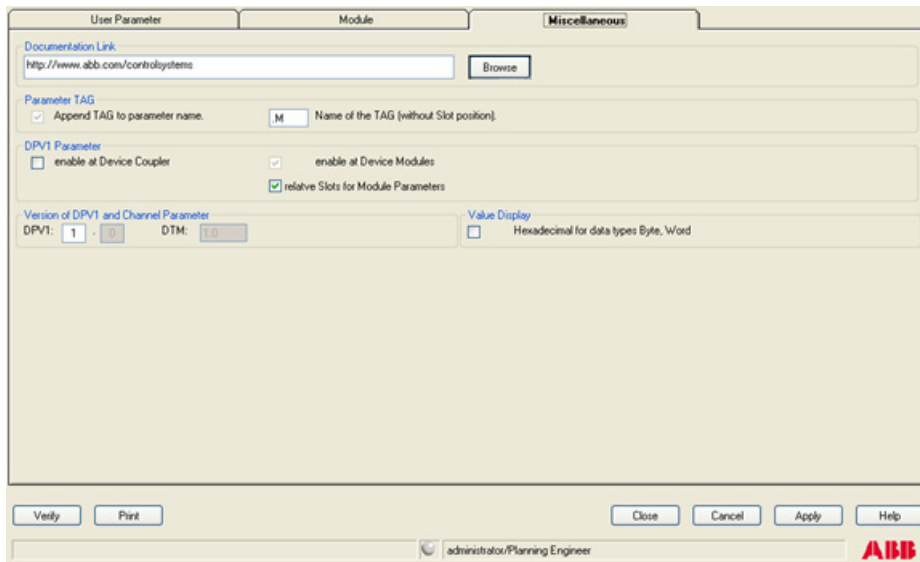 User Parameter Module Miscellaneous
Documentation Link
http://www.abb.com/controlsystems Browse
Parameter TAG
Append TAG to parameter name. .M Name of the TAG (without Slot position).
DPV1 Parameter
enable at Device Coupler enable at Device Modules
relatve Slots for Module Parameters
Version of DPV1 and Channel Parameter Value Display
DPV1: 1 . 0 DTM: 1.0 Hexadecimal for data types Byte, Word
Verify Print Close Cancel Apply Help
administrator/Planning Engineer ABB